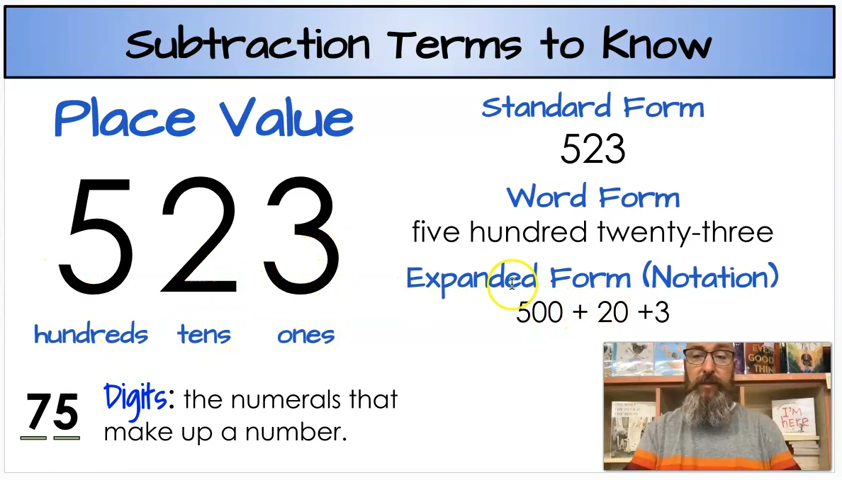 Subtraction Terms to Know
Place Value
523
hundreds tens ones
75
Digits: the numerals that
make up a number.
Standard Form
523
Word Form
five hundred twenty-three
Expanded Form (Notation)
500 + 20 +3
I'm
here